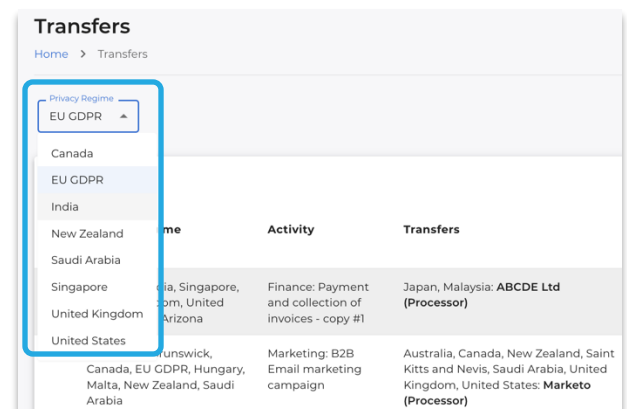 Transfers
Home > Transfers
Privacy Regime
EU GDPR
Canada
EU GDPR
India
New Zealand
Saudi Arabia
Singapore
United Kingdom
United States
me Activity Transfers
ia, Singapore,
om, United
Arizona
Finance: Payment
and collection of
invoices - copy #1
Japan, Malaysia: ABCDE Ltd
(Processor)
runswick,
Canada, EU GDPR, Hungary,
Malta, New Zealand, Saudi
Arabia
Marketing: B2B
Email marketing
campaign
Australia, Canada, New Zealand, Saint
Kitts and Nevis, Saudi Arabia, United
Kingdom, United States: Marketo
(Processor)